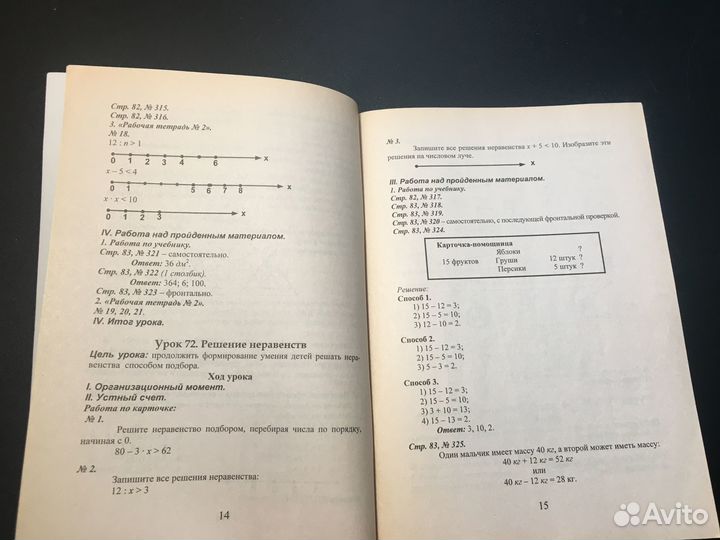 Стр. 82, № 315.
Стр. 82, № 316.
3. «Рабочая тетрадь № 2».
№ 18.
12 : n > 1
0 1 2 3 4 6 x
x – 5 < 4
0 1 5 6 7 8 x
x · x < 10
0 1 2 3 x
IV. Работа над пройденным материалом.
1. Работа по учебнику.
Стр. 83, № 321 – самостоятельно.
Ответ: 36 дм².
Стр. 83, № 322 (1 столбик).
Ответ: 364; 6; 100.
Стр. 83, № 323 – фронтально.
2. «Рабочая тетрадь № 2».
№ 19, 20, 21.
IV. Итог урока.
Урок 72. Решение неравенств
Цель урока: продолжить формирование умения детей решать нера-
венства способом подбора.
Ход урока
I. Организационный момент.
II. Устный счет.
Работа по карточке:
№ 1.
Решите неравенство подбором, перебирая числа по порядку,
начиная с 0.
80 – 3 · x > 62
№ 2.
Запишите все решения неравенства:
12 : x > 3
14
№ 3.
Запишите все решения неравенства x + 5 < 10. Изобразите эти
решения на числовом луче.
x
III. Работа над пройденным материалом.
1. Работа по учебнику.
Стр. 82, № 317.
Стр. 83, № 318.
Стр. 83, № 319.
Стр. 83, № 320 – самостоятельно, с последующей фронтальной проверкой.
Стр. 83, № 324.
Карточка-помощница
Яблоки ?
15 фруктов Груши 12 штук ?
Персики 5 штук ?
Решение:
Способ 1.
1) 15 – 12 = 3;
2) 15 – 5 = 10;
3) 12 – 10 = 2.
Способ 2.
1) 15 – 12 = 3;
2) 15 – 5 = 10;
3) 5 – 3 = 2.
Способ 3.
1) 15 – 12 = 3;
2) 15 – 5 = 10;
3) 3 + 10 = 13;
4) 15 – 13 = 2.
Ответ: 3, 10, 2.
Стр. 83, № 325.
Один мальчик имеет массу 40 кг, а второй может иметь массу:
40 кг + 12 кг = 52 кг
или
40 кг – 12 кг = 28 кг.
15
Avito